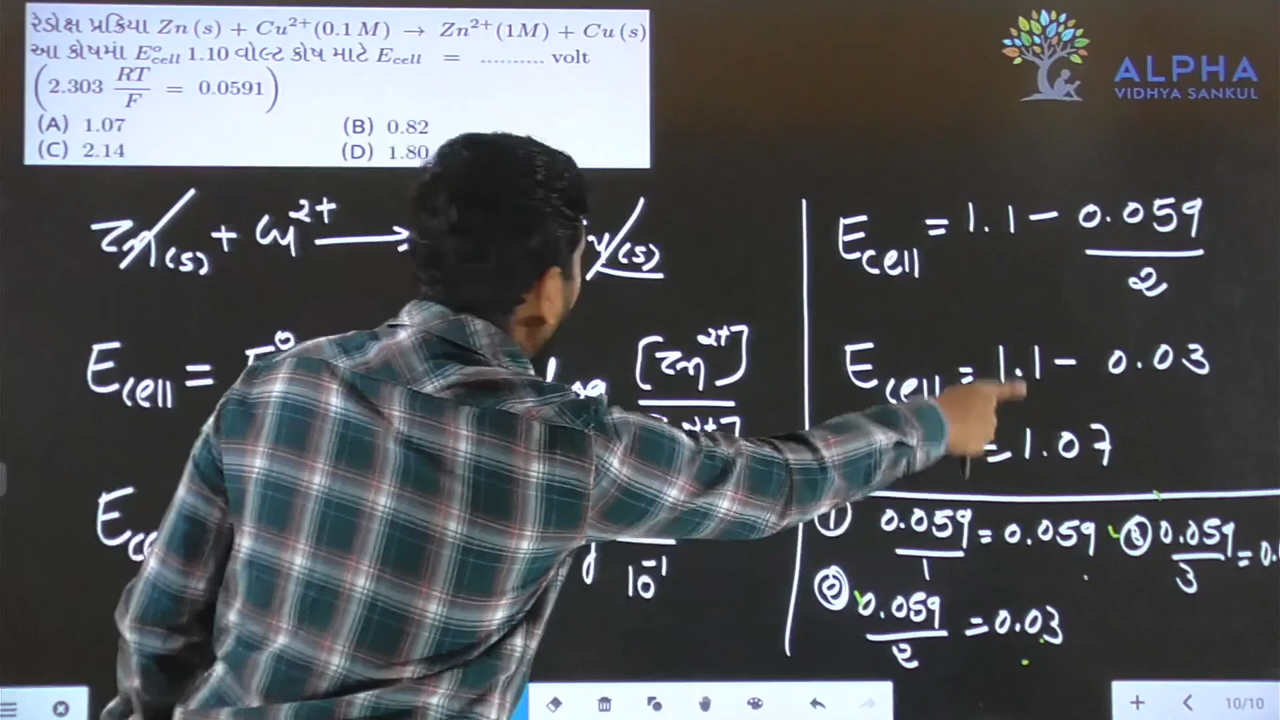 રેડોક્ષ પ્રક્રિયા Zn(s) + Cu²⁺(0.1 M) → Zn²⁺(1M) + Cu(s)
આ કોષમાં E°cell 1.10 વોલ્ટ કોષ માટે Ecell = .......... volt
(2.303 RT/F = 0.0591)
(A) 1.07 (B) 0.82
(C) 2.14 (D) 1.80
ALPHA
VIDHYA SANKUL
Zn(s) + Cu²⁺ →
(s)
Ecell =
[Zn²⁺]
10⁻¹
Ecell = 1.1 - 0.059/2
Ecell = 1.1 - 0.03
= 1.07
① 0.059/1 = 0.059
③ 0.059/3 =
② 0.059/2 = 0.03
10/10